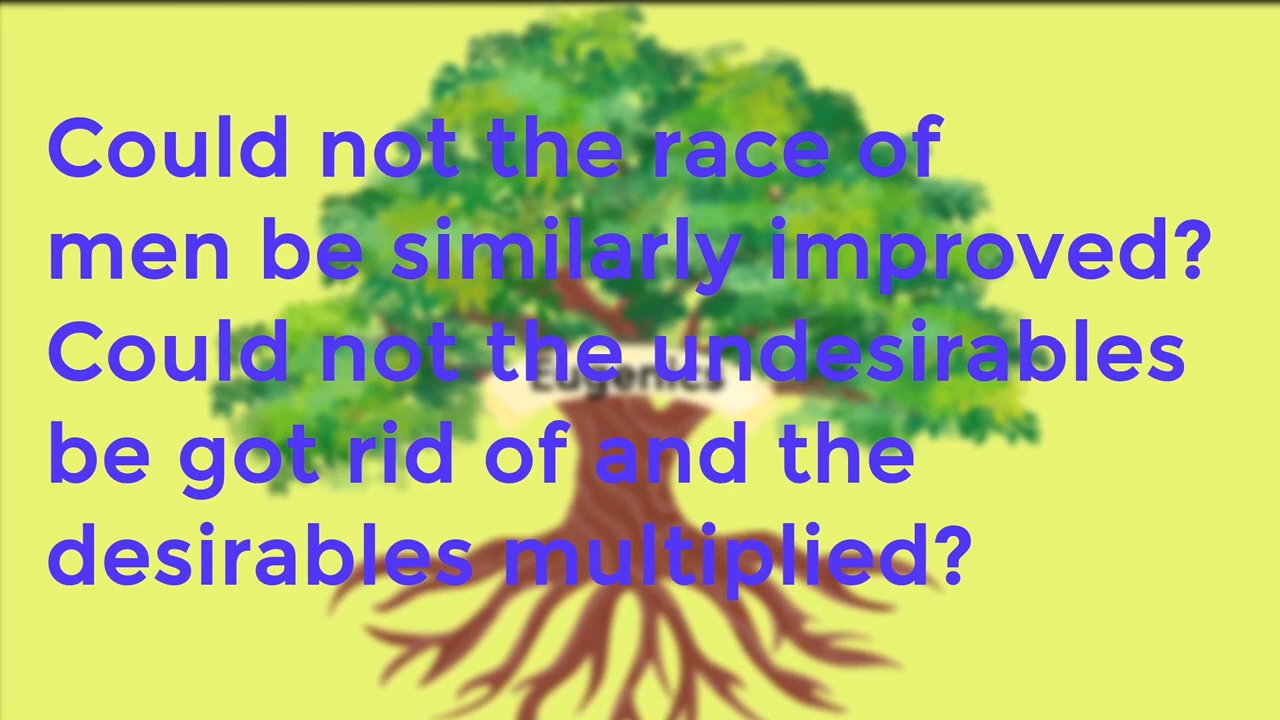 Could not the race of
men be similarly improved?
Could not the undesirables
Eugenics
be got rid of and the
desirables multiplied?